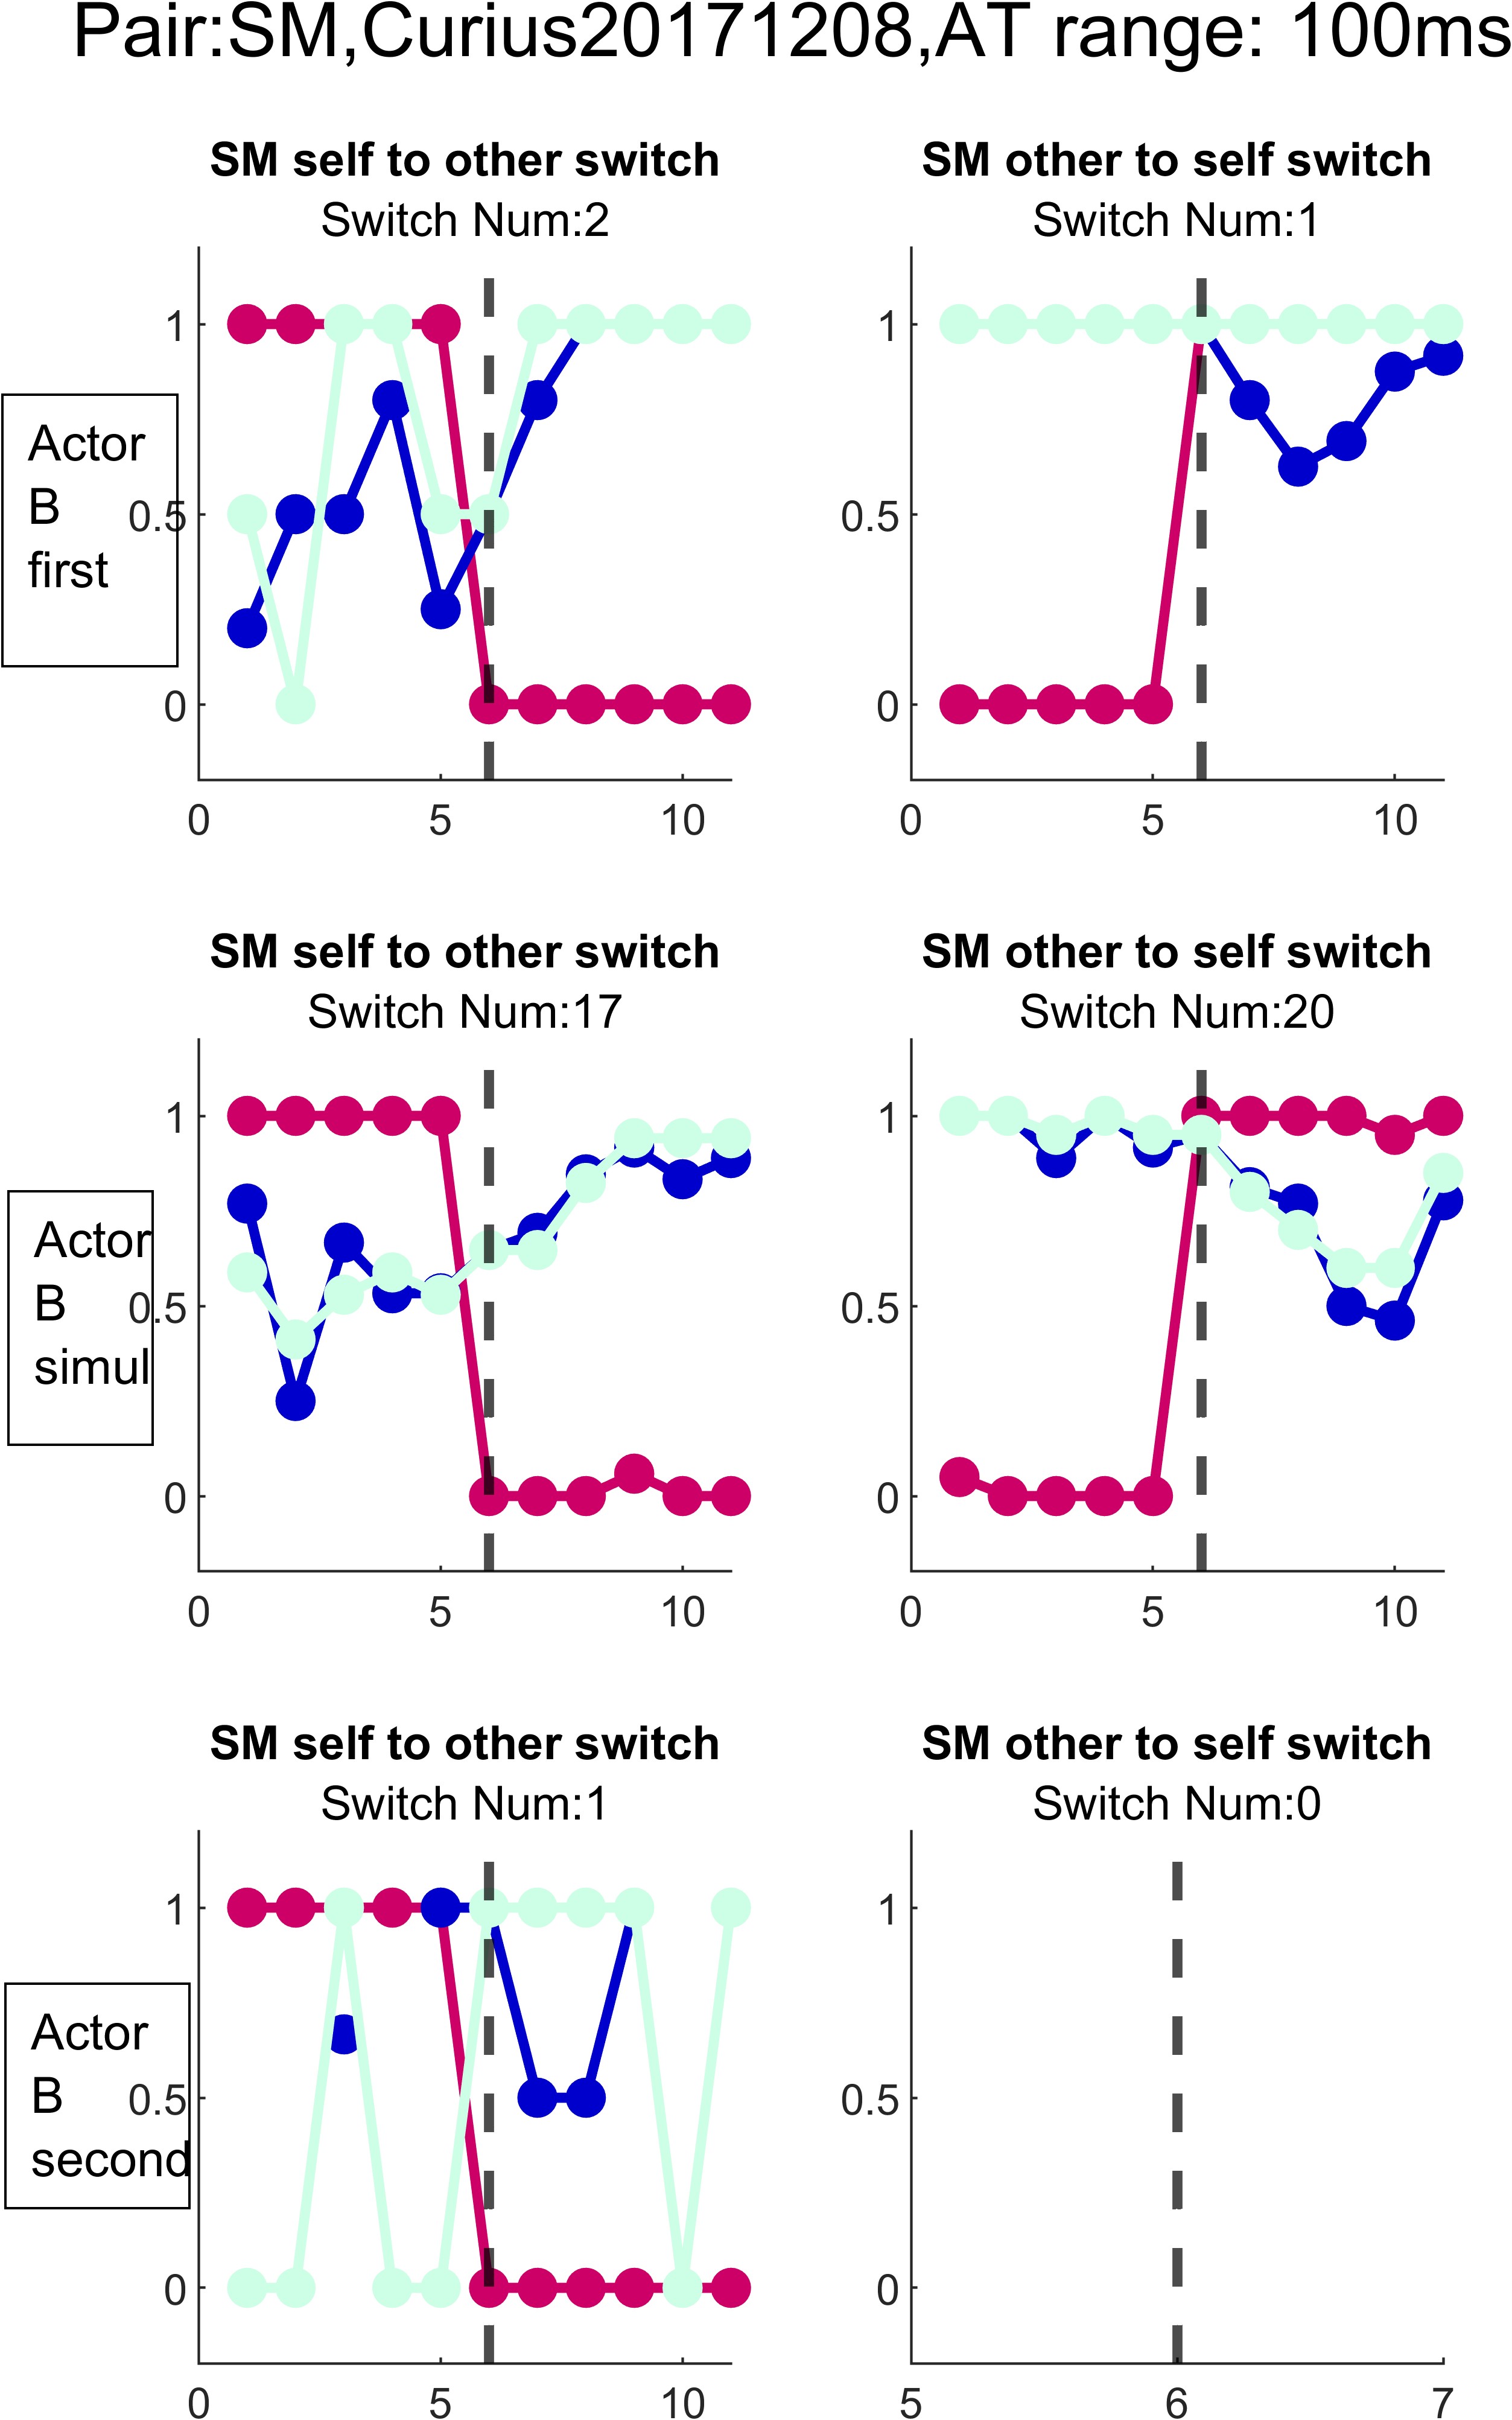 Pair:SM,Curius20171208,AT range: 100ms
SM self to other switch
Switch Num:2
SM other to self switch
Switch Num:1
Actor
B
first
1
0.5
0
0
5
10
1
0.5
0
0
5
10
SM self to other switch
Switch Num:17
SM other to self switch
Switch Num:20
Actor
B
simul
1
0.5
0
0
5
10
1
0.5
0
0
5
10
SM self to other switch
Switch Num:1
SM other to self switch
Switch Num:0
Actor
B
second
1
0.5
0
0
5
10
1
0.5
0
5
6
7